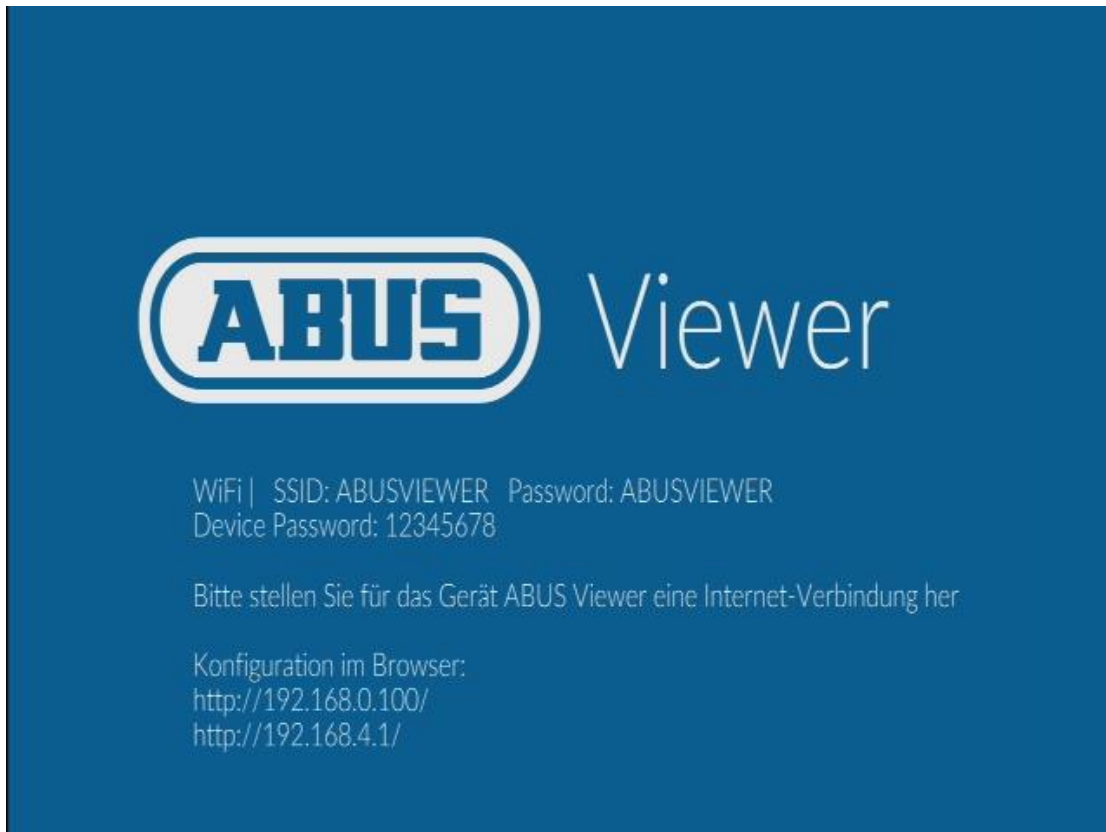 ABUS Viewer
WiFi | SSID: ABUSVIEWER Password: ABUSVIEWER
Device Password: 12345678
Bitte stellen Sie für das Gerät ABUS Viewer eine Internet-Verbindung her
Konfiguration im Browser:
http://192.168.0.100/
http://192.168.4.1/